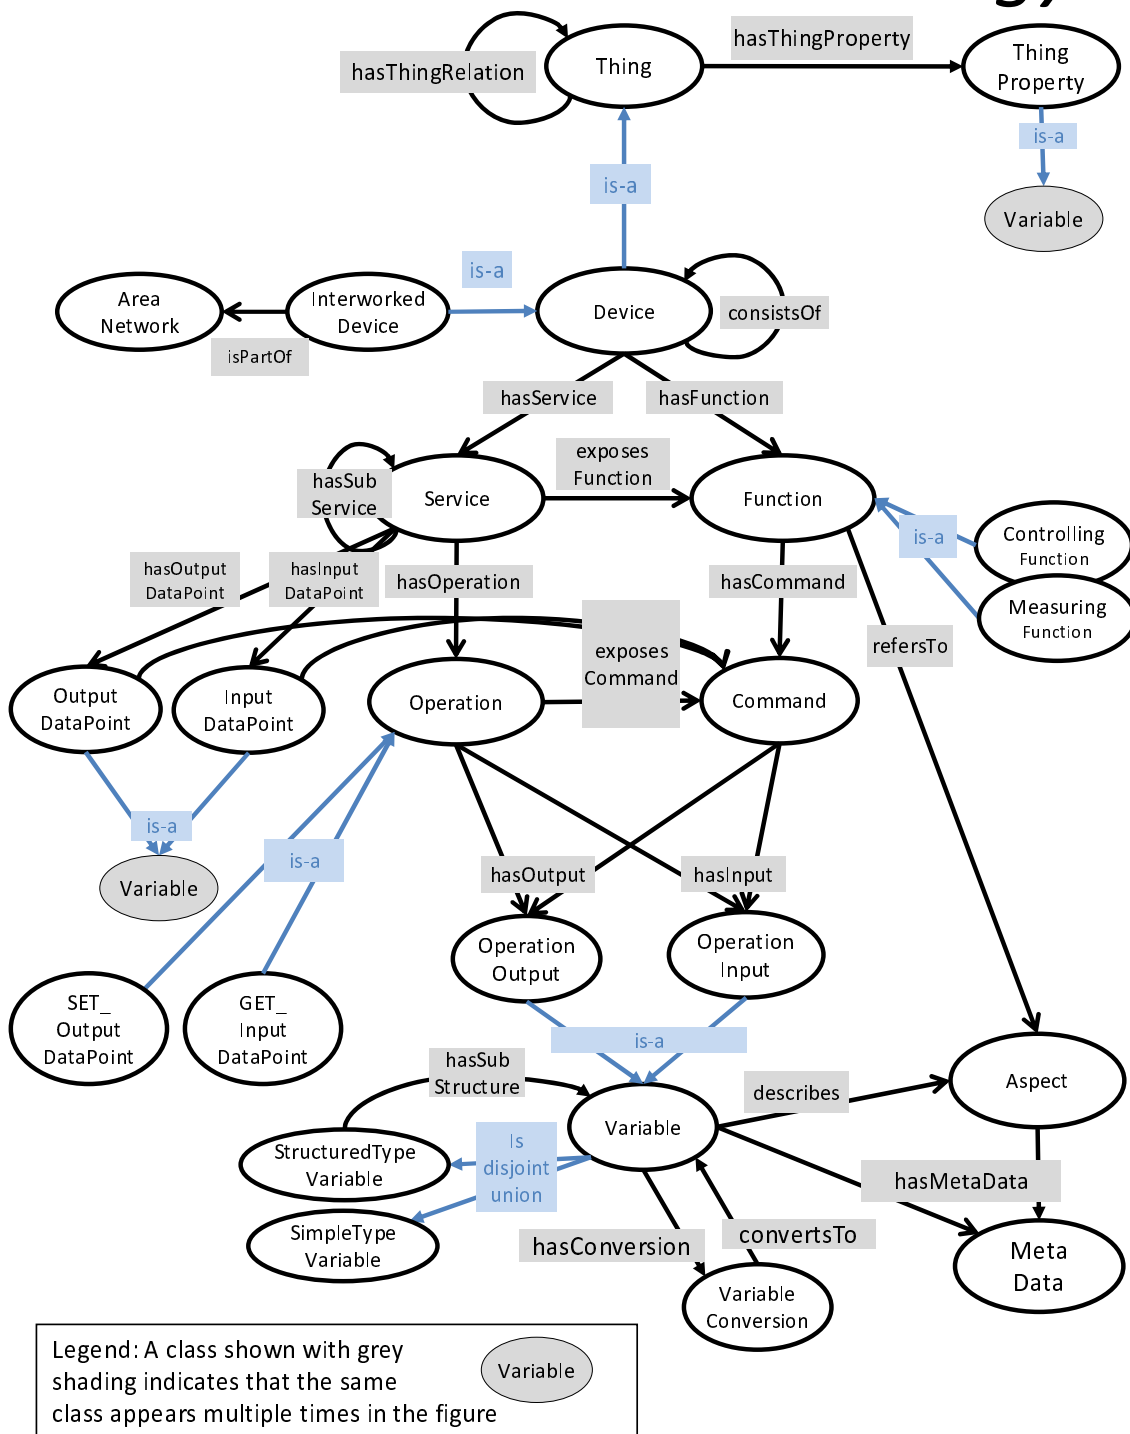 hasThingRelation
Thing
hasThingProperty
Thing
Property
is-a
is-a
Variable
Area
Network
Interworked
Device
is-a
Device
consistsOf
isPartOf
hasService
hasFunction
hasSub
Service
Service
exposes
Function
Function
is-a
Controlling
Function
Measuring
Function
hasOutput
DataPoint
hasInput
DataPoint
hasOperation
hasCommand
refersTo
exposes
Command
Output
DataPoint
Input
DataPoint
Operation
Command
is-a
is-a
Variable
hasOutput
hasInput
Operation
Output
Operation
Input
SET_
Output
DataPoint
GET_
Input
DataPoint
is-a
hasSub
Structure
describes
Aspect
Variable
StructuredType
Variable
Is
disjoint
union
hasMetaData
SimpleType
Variable
hasConversion
convertsTo
Meta
Data
Variable
Conversion
Legend: A class shown with grey
shading indicates that the same
class appears multiple times in the figure
Variable